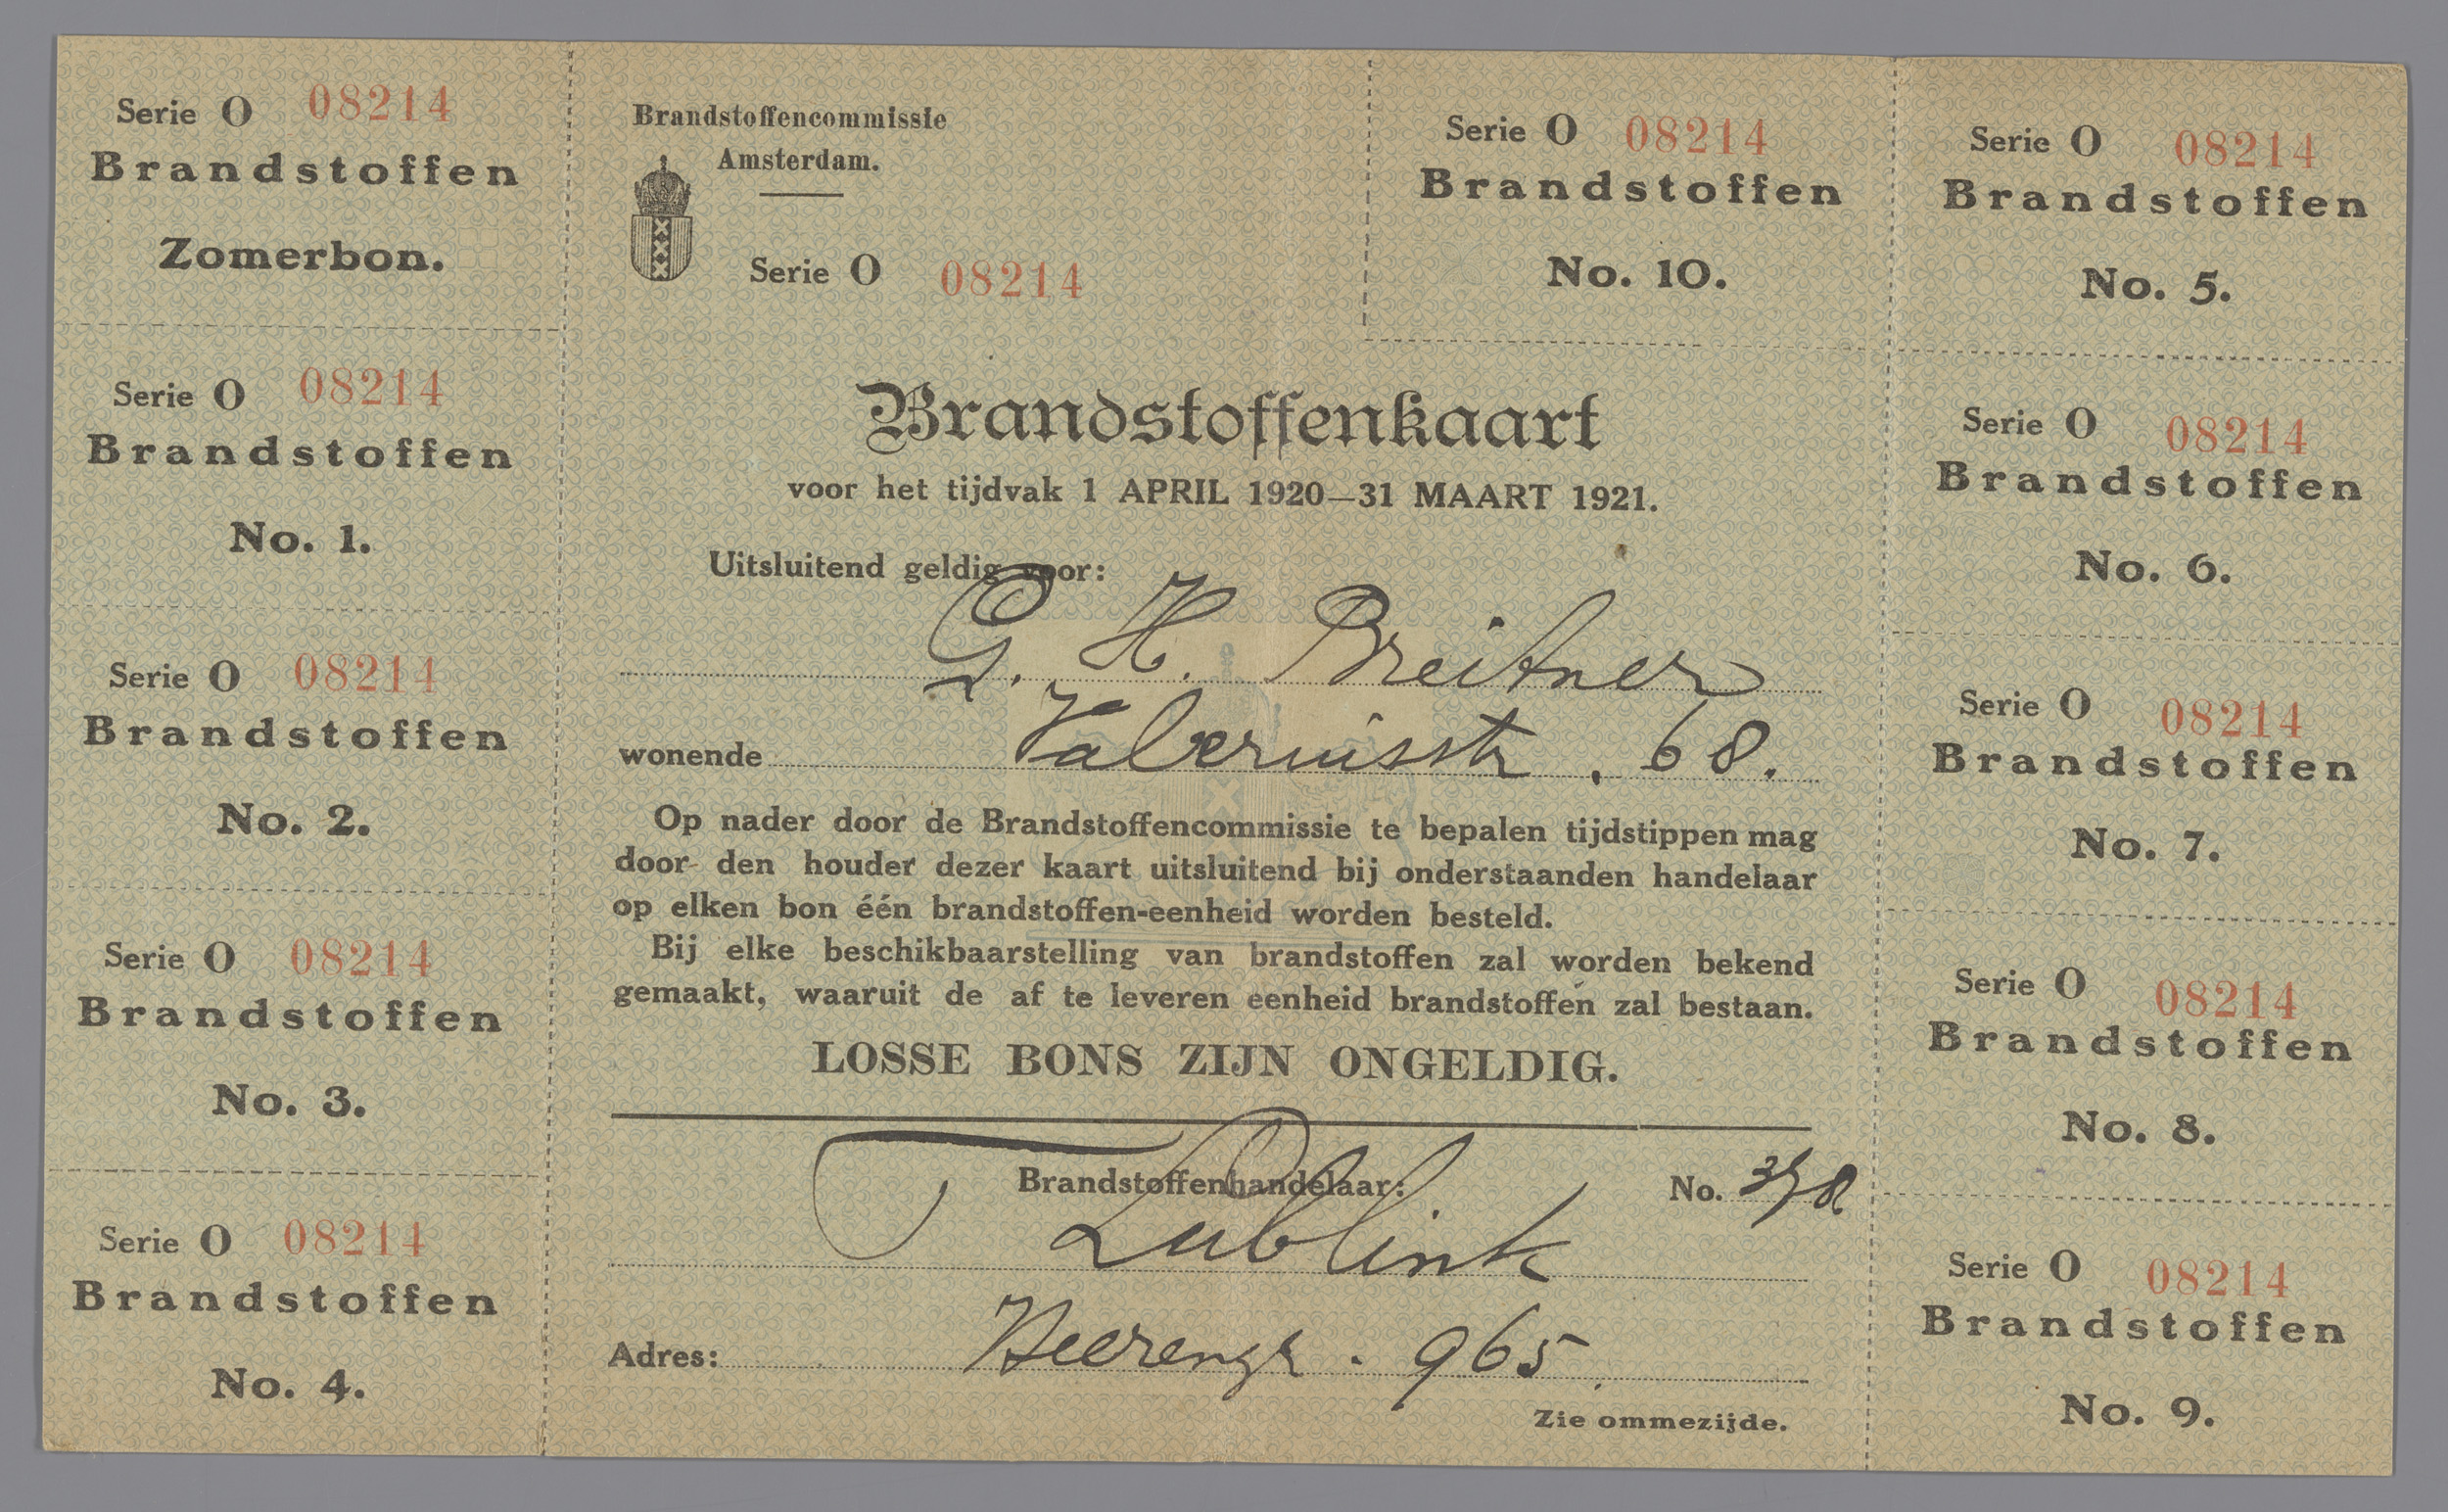 Serie O 08214
Brandstoffen
Zomerbon.
Serie O 08214
Brandstoffen
No. 1.
Serie O 08214
Brandstoffen
No. 2.
Serie O 08214
Brandstoffen
No. 3.
Serie O 08214
Brandstoffen
No. 4.
Brandstoffencommissie
Amsterdam.
Serie O 08214
Brandstoffenkaart
voor het tijdvak 1 APRIL 1920—31 MAART 1921.
Uitsluitend geldig voor:
G. H. Breitner
wonende 68.
Op nader door de Brandstoffencommissie te bepalen tijdstippen mag
door den houder dezer kaart uitsluitend bij onderstaanden handelaar
op elken bon één brandstoffen-eenheid worden besteld.
Bij elke beschikbaarstelling van brandstoffen zal worden bekend
gemaakt, waaruit de af te leveren eenheid brandstoffen zal bestaan.
LOSSE BONS ZIJN ONGELDIG.
Brandstoffenhandelaar: No.
Lublink
Adres: Heerengr. 965
Zie ommezijde.
Serie O 08214
Brandstoffen
No. 10.
Serie O 08214
Brandstoffen
No. 5.
Serie O 08214
Brandstoffen
No. 6.
Serie O 08214
Brandstoffen
No. 7.
Serie O 08214
Brandstoffen
No. 8.
Serie O 08214
Brandstoffen
No. 9.